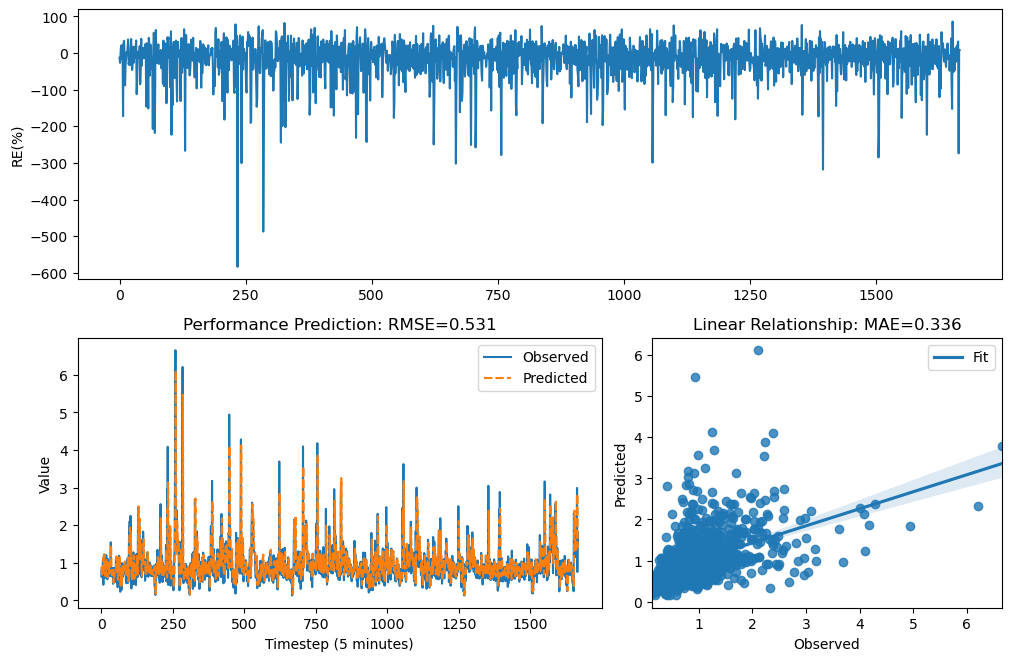 100
0
−100
−200
−300
−400
−500
−600
RE(%)
0 250 500 750 1000 1250 1500
Performance Prediction: RMSE=0.531
Observed
Predicted
6
5
4
3
2
1
0
Value
0 250 500 750 1000 1250 1500
Timestep (5 minutes)
Linear Relationship: MAE=0.336
Fit
6
5
4
3
2
1
0
Predicted
1 2 3 4 5 6
Observed